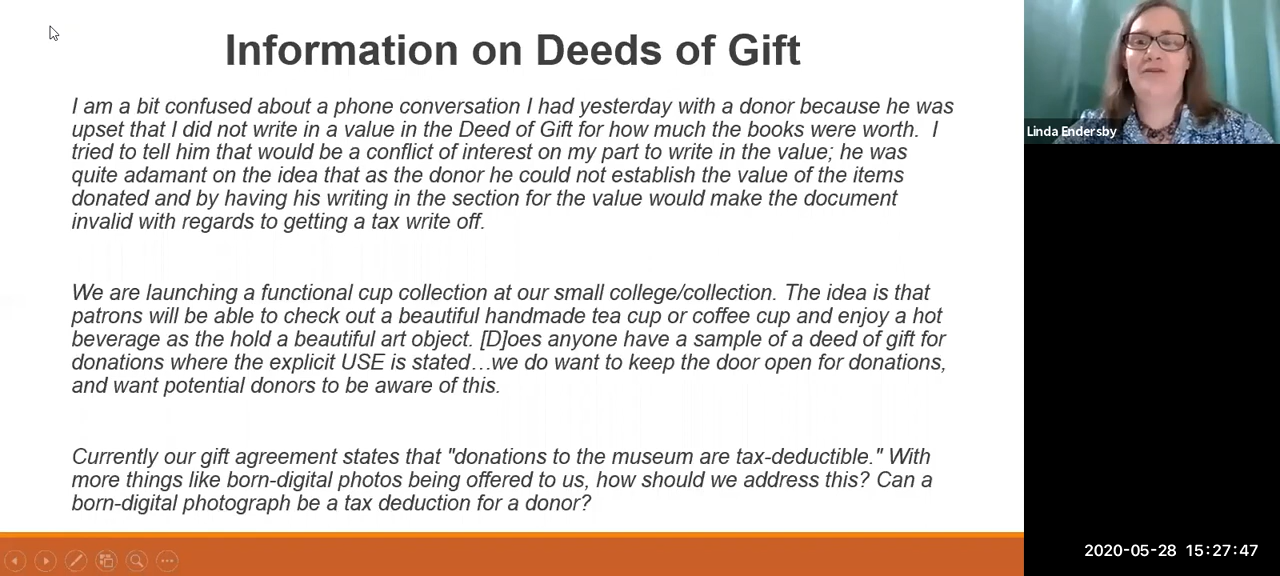 Information on Deeds of Gift
I am a bit confused about a phone conversation I had yesterday with a donor because he was
upset that I did not write in a value in the Deed of Gift for how much the books were worth.  I
tried to tell him that would be a conflict of interest on my part to write in the value; he was
quite adamant on the idea that as the donor he could not establish the value of the items
donated and by having his writing in the section for the value would make the document
invalid with regards to getting a tax write off.
We are launching a functional cup collection at our small college/collection. The idea is that
patrons will be able to check out a beautiful handmade tea cup or coffee cup and enjoy a hot
beverage as the hold a beautiful art object. [D]oes anyone have a sample of a deed of gift for
donations where the explicit USE is stated…we do want to keep the door open for donations,
and want potential donors to be aware of this.
Currently our gift agreement states that "donations to the museum are tax-deductible." With
more things like born-digital photos being offered to us, how should we address this? Can a
born-digital photograph be a tax deduction for a donor?
Linda Endersby
2020-05-28 15:27:47